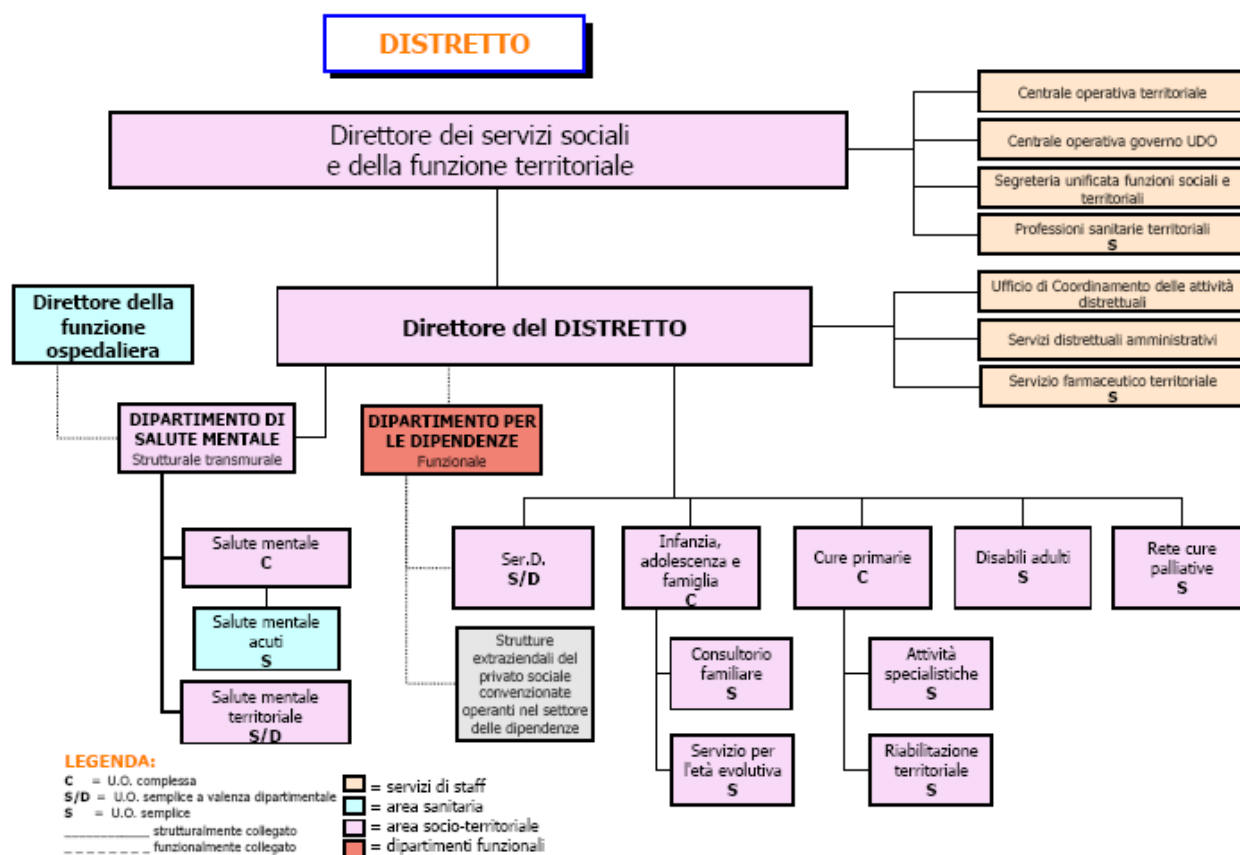 DISTRETTO
Direttore dei servizi sociali
e della funzione territoriale
Centrale operativa territoriale
Centrale operativa governo UDO
Segreteria unificata funzioni sociali e
territoriali
Professioni sanitarie territoriali
S
Direttore della
funzione
ospedaliera
Direttore del DISTRETTO
Ufficio di Coordinamento delle attività
distrettuali
Servizi distrettuali amministrativi
Servizio farmaceutico territoriale
S
DIPARTIMENTO DI
SALUTE MENTALE
Strutturale transmurale
DIPARTIMENTO PER
LE DIPENDENZE
Funzionale
Salute mentale
C
Salute mentale
acuti
S
Salute mentale
territoriale
S/D
Ser.D.
S/D
Strutture
extraziendali del
privato sociale
convenzionate
operanti nel settore
delle dipendenze
Infanzia,
adolescenza e
famiglia
C
Consultorio
familiare
S
Servizio per
l'età evolutiva
S
Cure primarie
C
Attività
specialistiche
S
Riabilitazione
territoriale
S
Disabili adulti
S
Rete cure
palliative
S
LEGENDA:
C = U.O. complessa
S/D = U.O. semplice a valenza dipartimentale
S = U.O. semplice
strutturalmente collegato
funzionalmente collegato
= servizi di staff
= area sanitaria
= area socio-territoriale
= dipartimenti funzionali